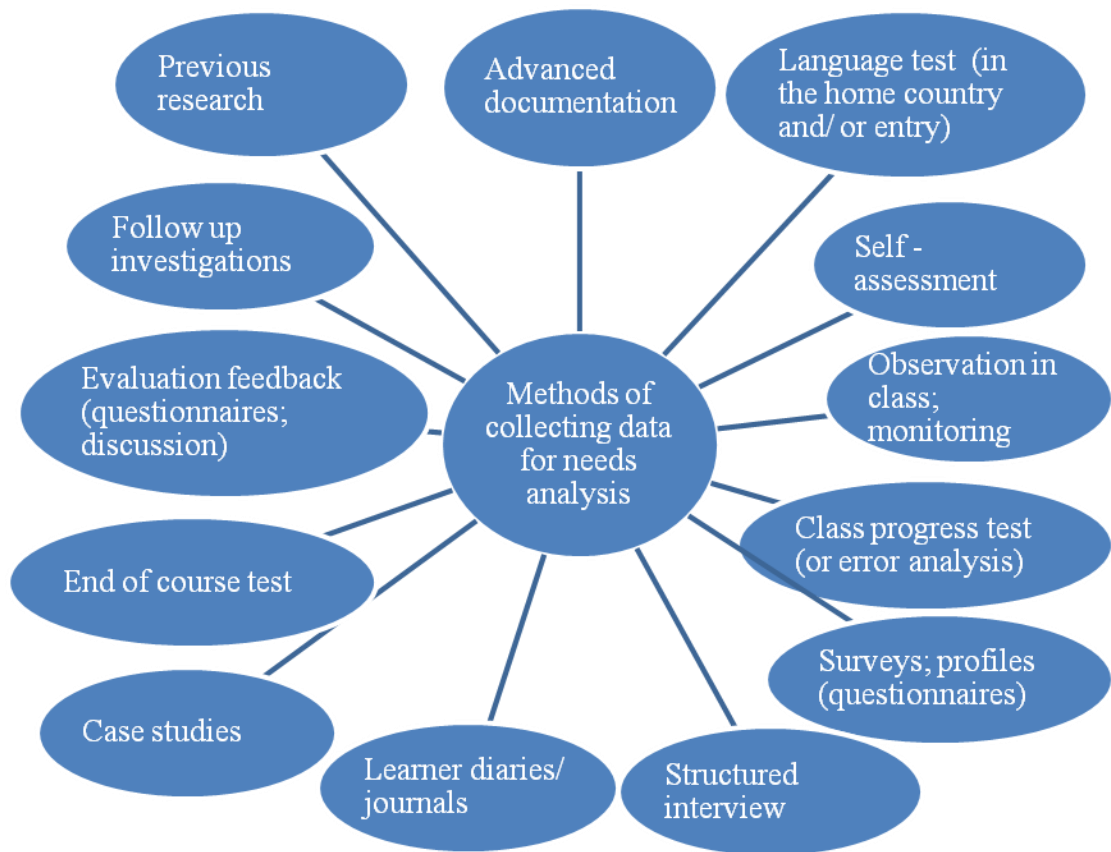 Previous
research
Advanced
documentation
Language test  (in
the home country
and/ or entry)
Follow up
investigations
Self -
assessment
Evaluation feedback
(questionnaires;
discussion)
Methods of
collecting data
for needs
analysis
Observation in
class;
monitoring
End of course test
Class progress test
(or error analysis)
Case studies
Surveys; profiles
(questionnaires)
Learner diaries/
journals
Structured
interview